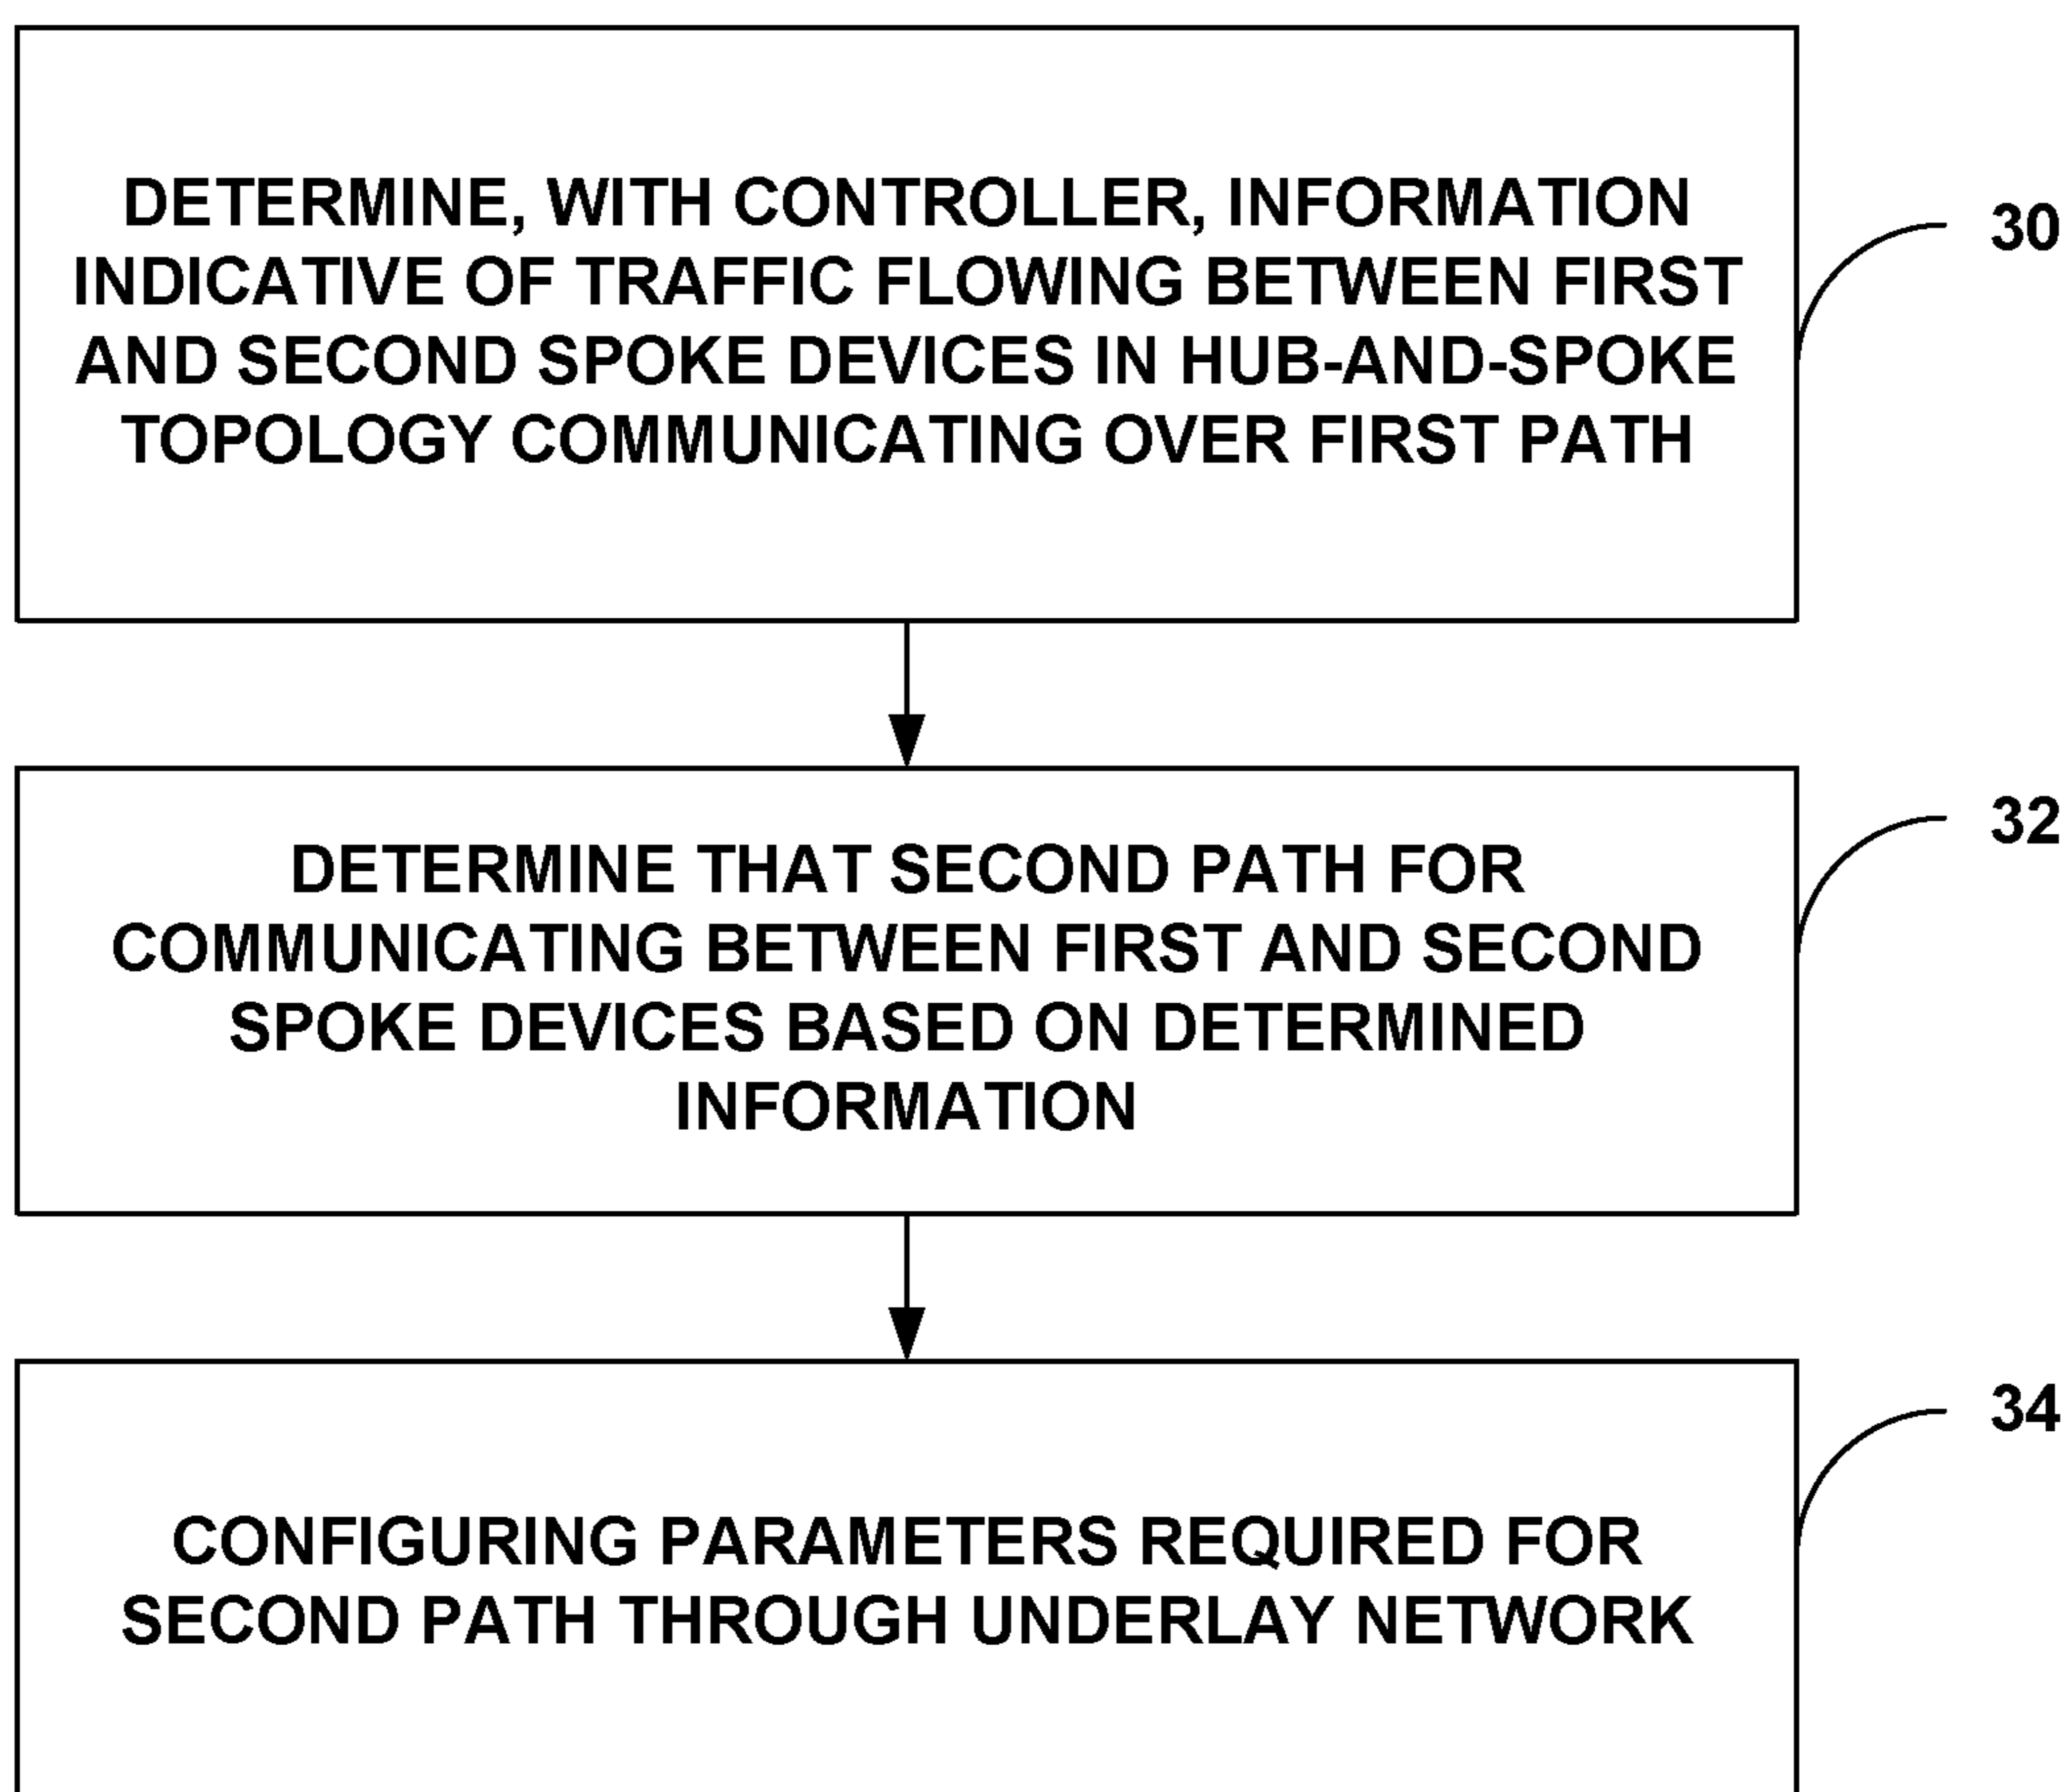 DETERMINE, WITH CONTROLLER, INFORMATION
INDICATIVE OF TRAFFIC FLOWING BETWEEN FIRST
AND SECOND SPOKE DEVICES IN HUB-AND-SPOKE
TOPOLOGY COMMUNICATING OVER FIRST PATH
30
DETERMINE THAT SECOND PATH FOR
COMMUNICATING BETWEEN FIRST AND SECOND
SPOKE DEVICES BASED ON DETERMINED
INFORMATION
32
CONFIGURING PARAMETERS REQUIRED FOR
SECOND PATH THROUGH UNDERLAY NETWORK
34